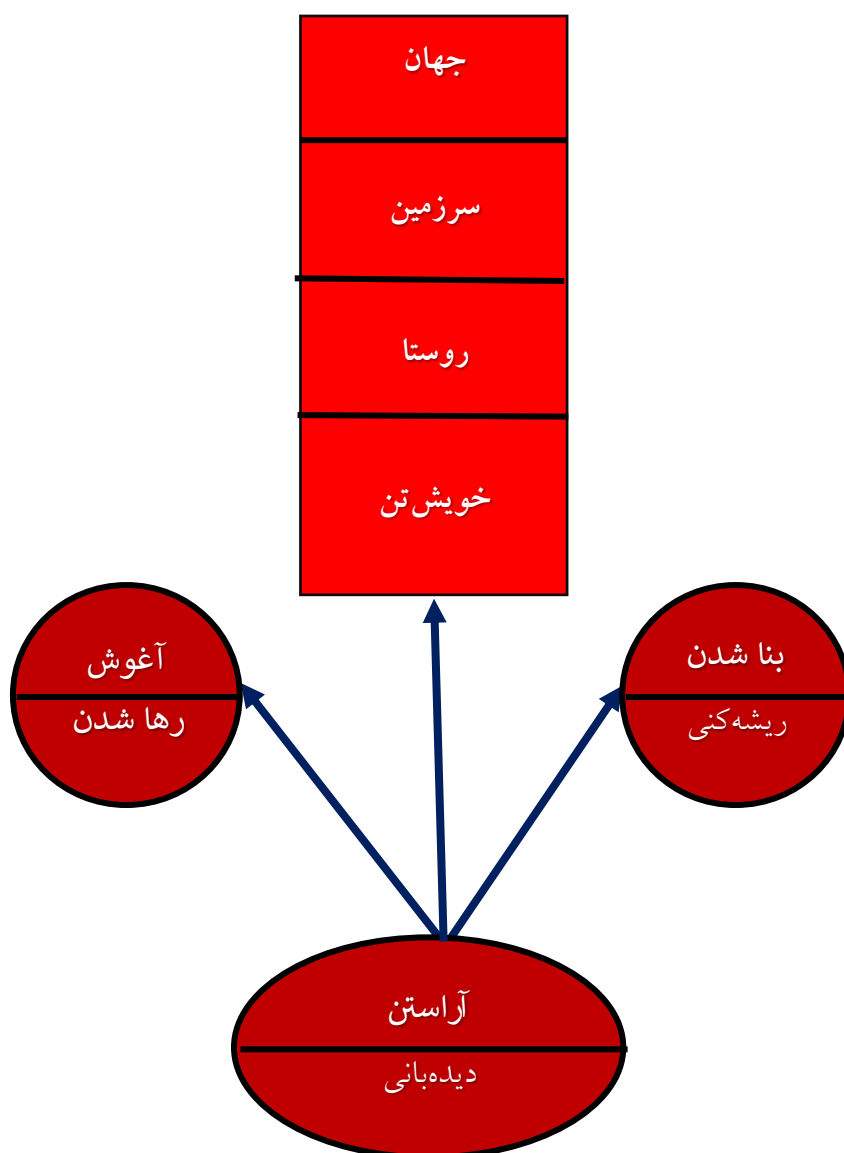 جهان
سرزمین
روستا
خویش‌تن
بنا شدن
ریشه‌کنی
آغوش
رها شدن
آراستن
دیده‌بانی